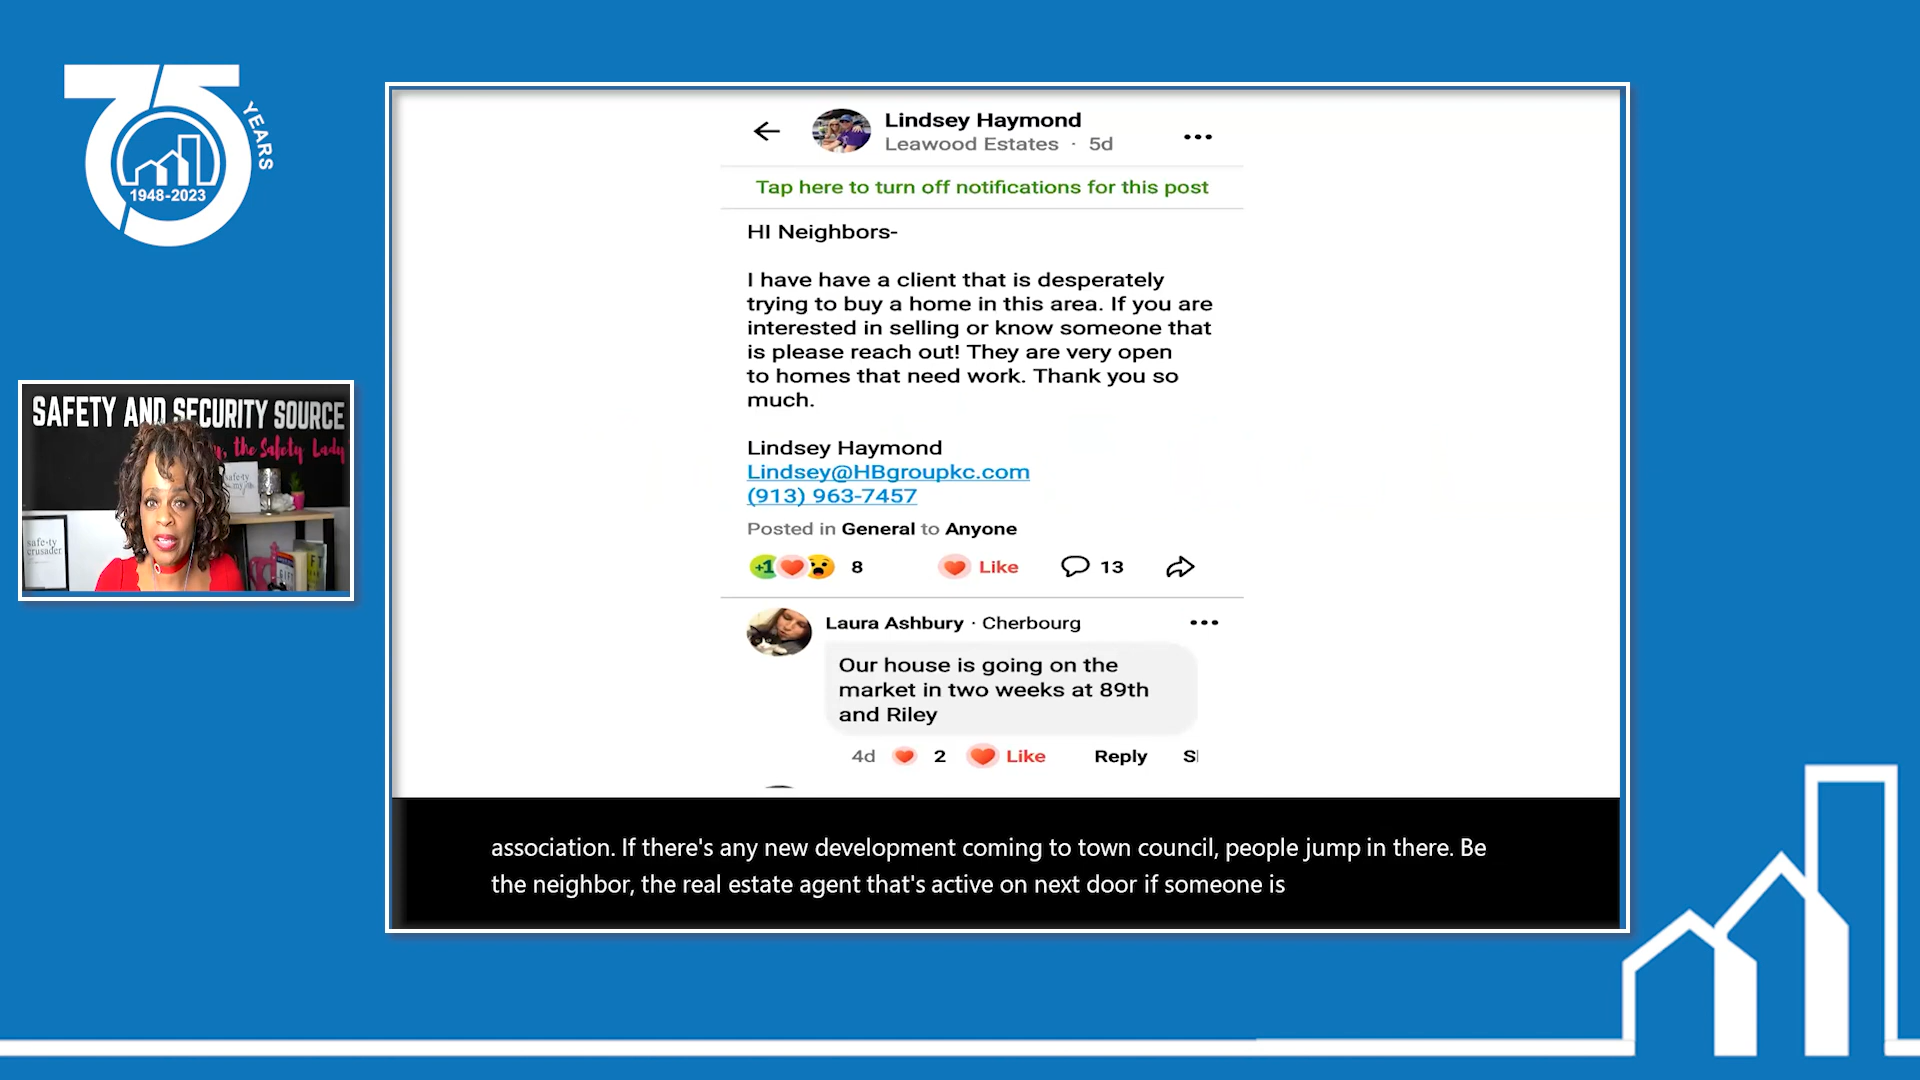 75
YEARS
1948-2023
SAFETY AND SECURITY SOURCE
the Safety Lady
safe·ty
safe·ty
crusader
Lindsey Haymond
Leawood Estates · 5d
Tap here to turn off notifications for this post
HI Neighbors-
I have have a client that is desperately
trying to buy a home in this area. If you are
interested in selling or know someone that
is please reach out! They are very open
to homes that need work. Thank you so
much.
Lindsey Haymond
Lindsey@HBgroupkc.com
(913) 963-7457
Posted in General to Anyone
+1 8 Like 13
Laura Ashbury · Cherbourg
Our house is going on the
market in two weeks at 89th
and Riley
4d 2 Like Reply
association. If there's any new development coming to town council, people jump in there. Be
the neighbor, the real estate agent that's active on next door if someone is